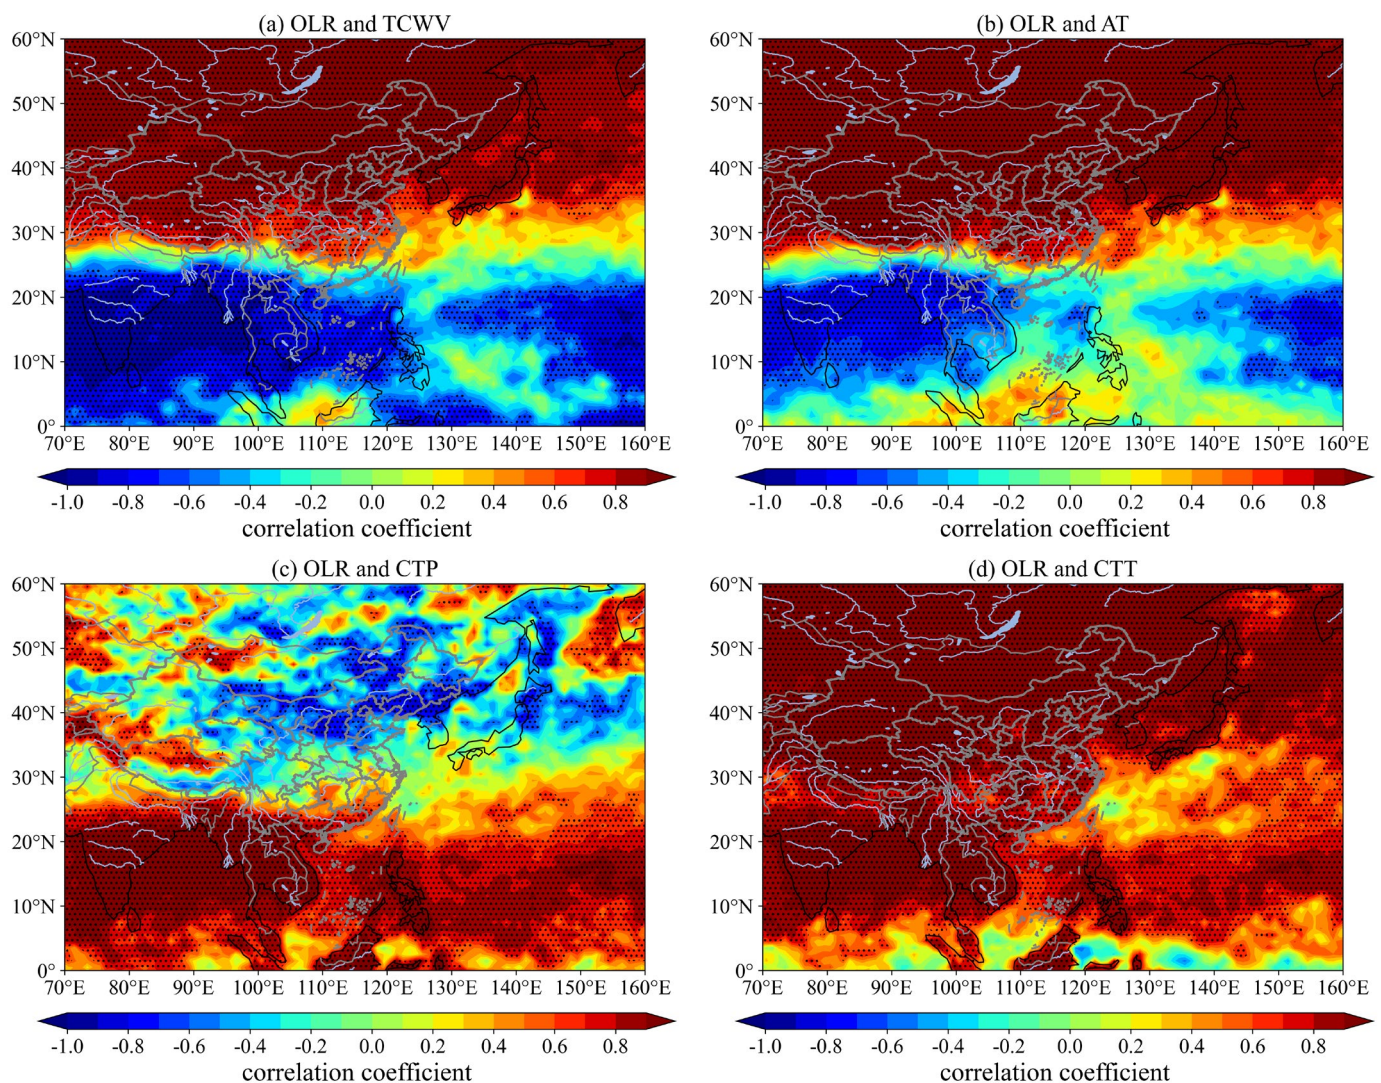 (a) OLR and TCWV
60°N
50°N
40°N
30°N
20°N
10°N
0°
70°E 80°E 90°E 100°E 110°E 120°E 130°E 140°E 150°E 160°E
-1.0 -0.8 -0.6 -0.4 -0.2 0.0 0.2 0.4 0.6 0.8
correlation coefficient
(b) OLR and AT
60°N
50°N
40°N
30°N
20°N
10°N
0°
70°E 80°E 90°E 100°E 110°E 120°E 130°E 140°E 150°E 160°E
-1.0 -0.8 -0.6 -0.4 -0.2 0.0 0.2 0.4 0.6 0.8
correlation coefficient
(c) OLR and CTP
60°N
50°N
40°N
30°N
20°N
10°N
0°
70°E 80°E 90°E 100°E 110°E 120°E 130°E 140°E 150°E 160°E
-1.0 -0.8 -0.6 -0.4 -0.2 0.0 0.2 0.4 0.6 0.8
correlation coefficient
(d) OLR and CTT
60°N
50°N
40°N
30°N
20°N
10°N
0°
70°E 80°E 90°E 100°E 110°E 120°E 130°E 140°E 150°E 160°E
-1.0 -0.8 -0.6 -0.4 -0.2 0.0 0.2 0.4 0.6 0.8
correlation coefficient